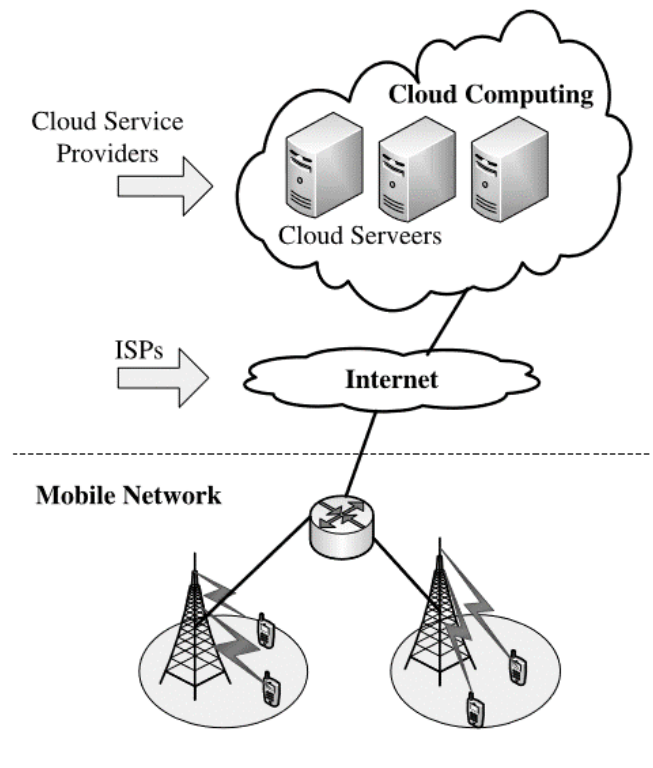 Cloud Computing
Cloud Service
Providers
Cloud Serveers
ISPs
Internet
Mobile Network